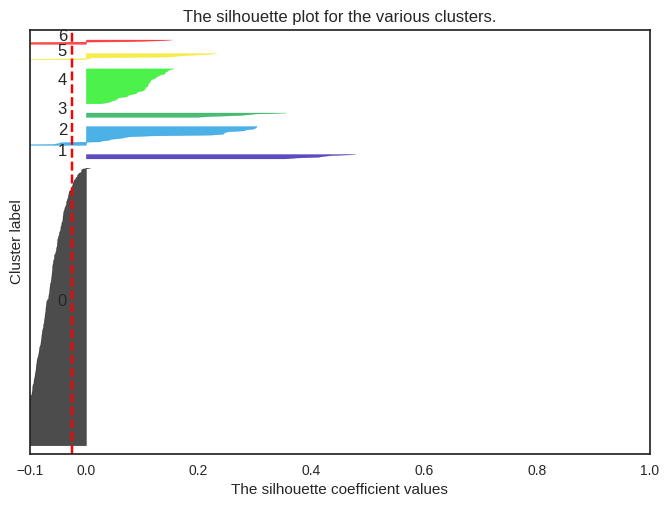 The silhouette plot for the various clusters.
6
5
4
3
2
1
0
Cluster label
−0.1 0.0 0.2 0.4 0.6 0.8 1.0
The silhouette coefficient values